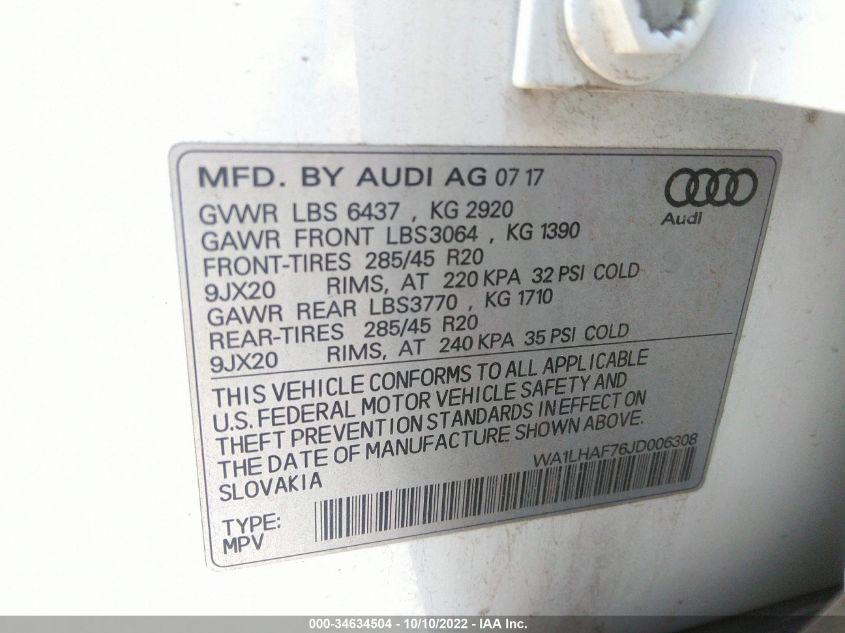 MFD. BY AUDI AG 07 17
Audi
GVWR LBS 6437 , KG 2920
GAWR FRONT LBS3064 , KG 1390
FRONT-TIRES 285/45 R20
9JX20 RIMS, AT 220 KPA 32 PSI COLD
GAWR REAR LBS3770 , KG 1710
REAR-TIRES 285/45 R20
9JX20 RIMS, AT 240 KPA 35 PSI COLD
THIS VEHICLE CONFORMS TO ALL APPLICABLE
U.S. FEDERAL MOTOR VEHICLE SAFETY AND
THEFT PREVENTION STANDARDS IN EFFECT ON
THE DATE OF MANUFACTURE SHOWN ABOVE.
SLOVAKIA
WA1LHAF76JD006308
TYPE:
MPV
000-34634504 - 10/10/2022 - IAA Inc.